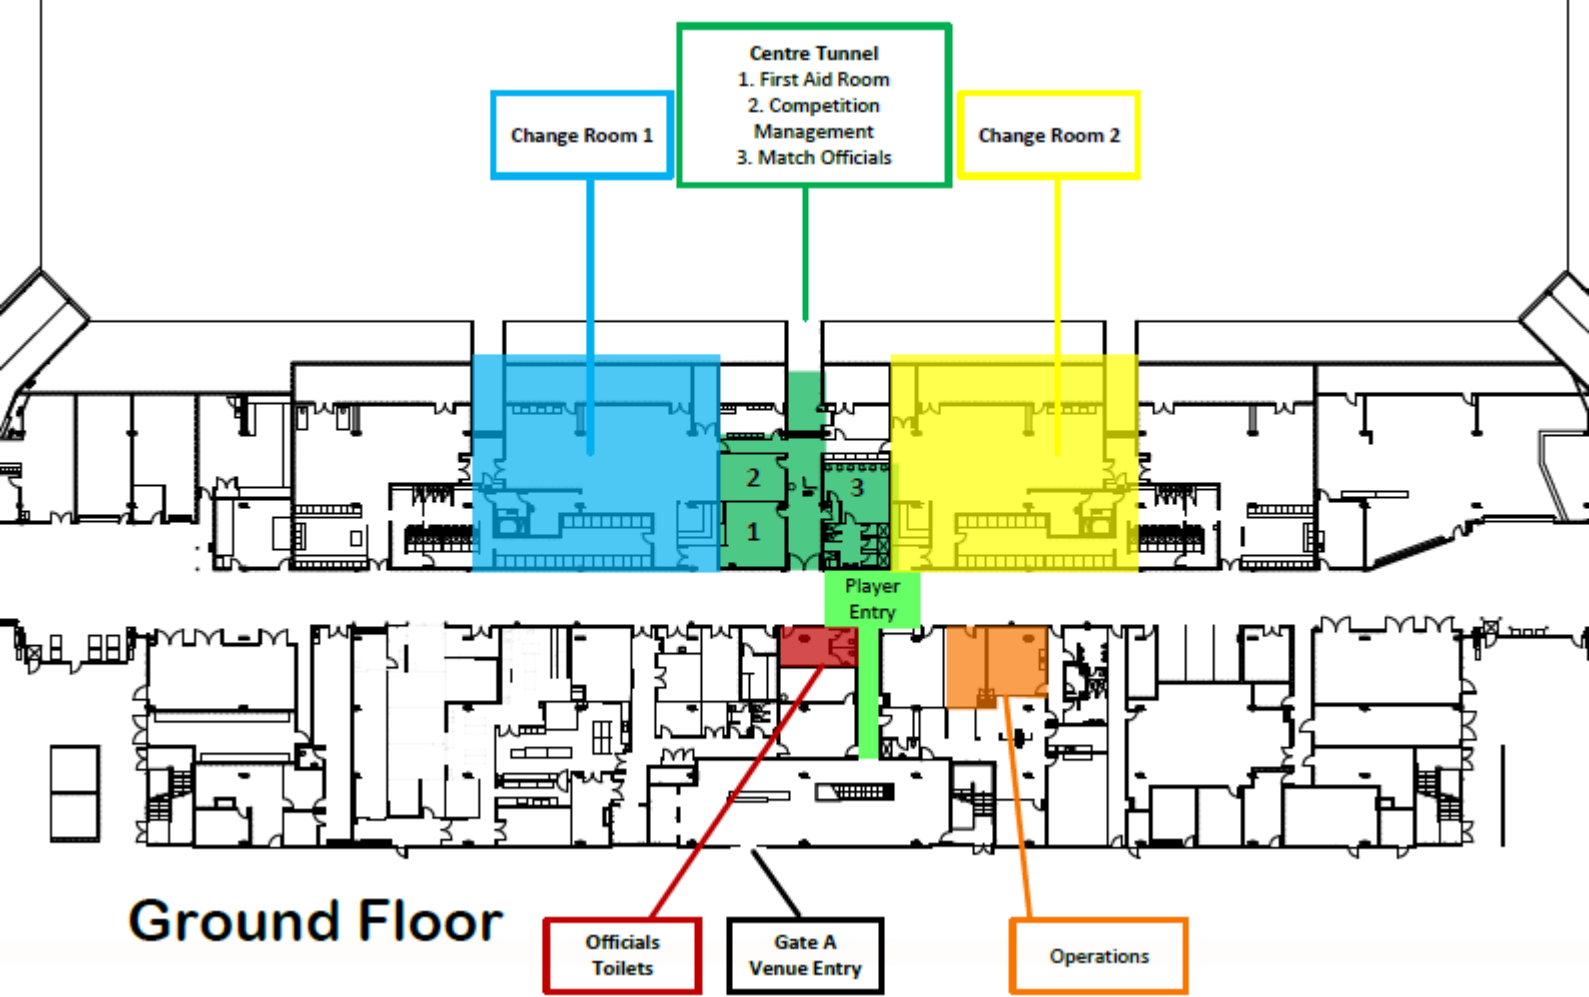 Centre Tunnel
1. First Aid Room
2. Competition
Management
3. Match Officials
Change Room 1
Change Room 2
2
3
1
Player
Entry
Ground Floor
Officials
Toilets
Gate A
Venue Entry
Operations